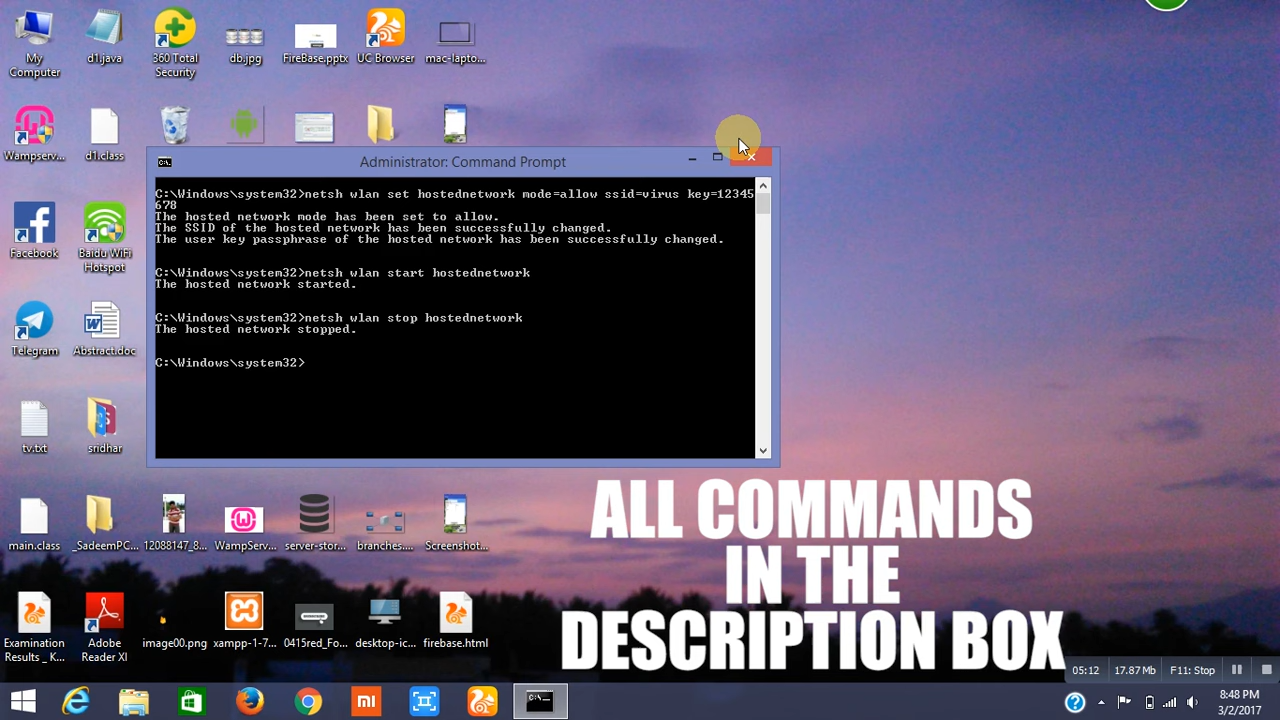 My Computer
d1.java
360 Total Security
db.jpg
FireBase.pptx
UC Browser
mac-lapto...
Wampserv...
d1.class
Administrator: Command Prompt
C:\Windows\system32>netsh wlan set hostednetwork mode=allow ssid=virus key=12345
678
The hosted network mode has been set to allow.
The SSID of the hosted network has been successfully changed.
The user key passphrase of the hosted network has been successfully changed.
C:\Windows\system32>netsh wlan start hostednetwork
The hosted network started.
C:\Windows\system32>netsh wlan stop hostednetwork
The hosted network stopped.
C:\Windows\system32>
Facebook
Baidu WiFi Hotspot
Telegram
Abstract.doc
tv.txt
sridhar
main.class
_SadeemPC...
12088147_8...
WampServ...
server-stor...
branches....
Screenshot...
ALL COMMANDS
IN THE
DESCRIPTION BOX
Examination Results _ K...
Adobe Reader XI
image00.png
xampp-1-7...
0415red_Fo...
desktop-ic...
firebase.html
05:12
17.87 Mb
F11: Stop
8:48 PM
3/2/2017